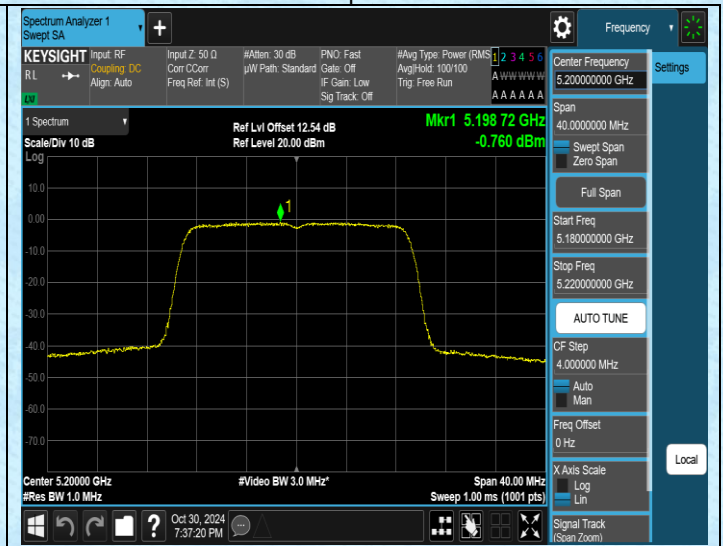 Spectrum Analyzer 1
Swept SA
+
Frequency
KEYSIGHT
RL
Input: RF
Coupling: DC
Align: Auto
Input Z: 50 Ω
Corr CCorr
Freq Ref: Int (S)
#Atten: 30 dB
µW Path: Standard
PNO: Fast
Gate: Off
IF Gain: Low
Sig Track: Off
#Avg Type: Power (RMS
Avg|Hold: 100/100
Trig: Free Run
1 2 3 4 5 6
A W W W W W
A A A A A A
Center Frequency
5.200000000 GHz
Settings
Span
40.0000000 MHz
Swept Span
Zero Span
Full Span
Start Freq
5.180000000 GHz
Stop Freq
5.220000000 GHz
AUTO TUNE
CF Step
4.000000 MHz
Auto
Man
Freq Offset
0 Hz
X Axis Scale
Log
Lin
Signal Track
(Span Zoom)
Local
1 Spectrum
Scale/Div 10 dB
Log
Ref Lvl Offset 12.54 dB
Ref Level 20.00 dBm
Mkr1 5.198 72 GHz
-0.760 dBm
1
10.0
0.00
-10.0
-20.0
-30.0
-40.0
-50.0
-60.0
-70.0
Center 5.20000 GHz
#Res BW 1.0 MHz
#Video BW 3.0 MHz*
Span 40.00 MHz
Sweep 1.00 ms (1001 pts)
?
Oct 30, 2024
7:37:20 PM